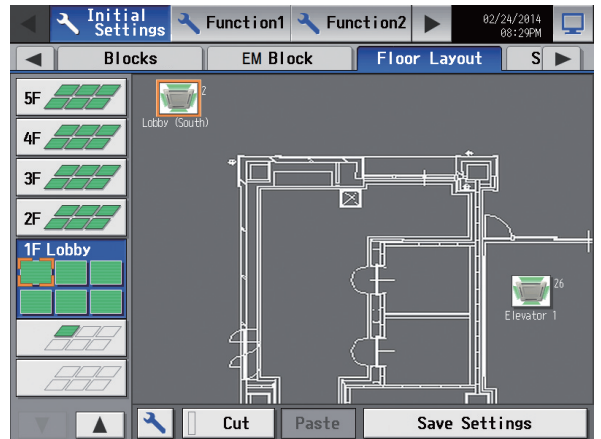 Initial
Settings
Function1
Function2
02/24/2014
08:29PM
Blocks
EM Block
Floor Layout
S
5F
4F
3F
2F
1F Lobby
2
Lobby (South)
26
Elevator 1
Cut
Paste
Save Settings